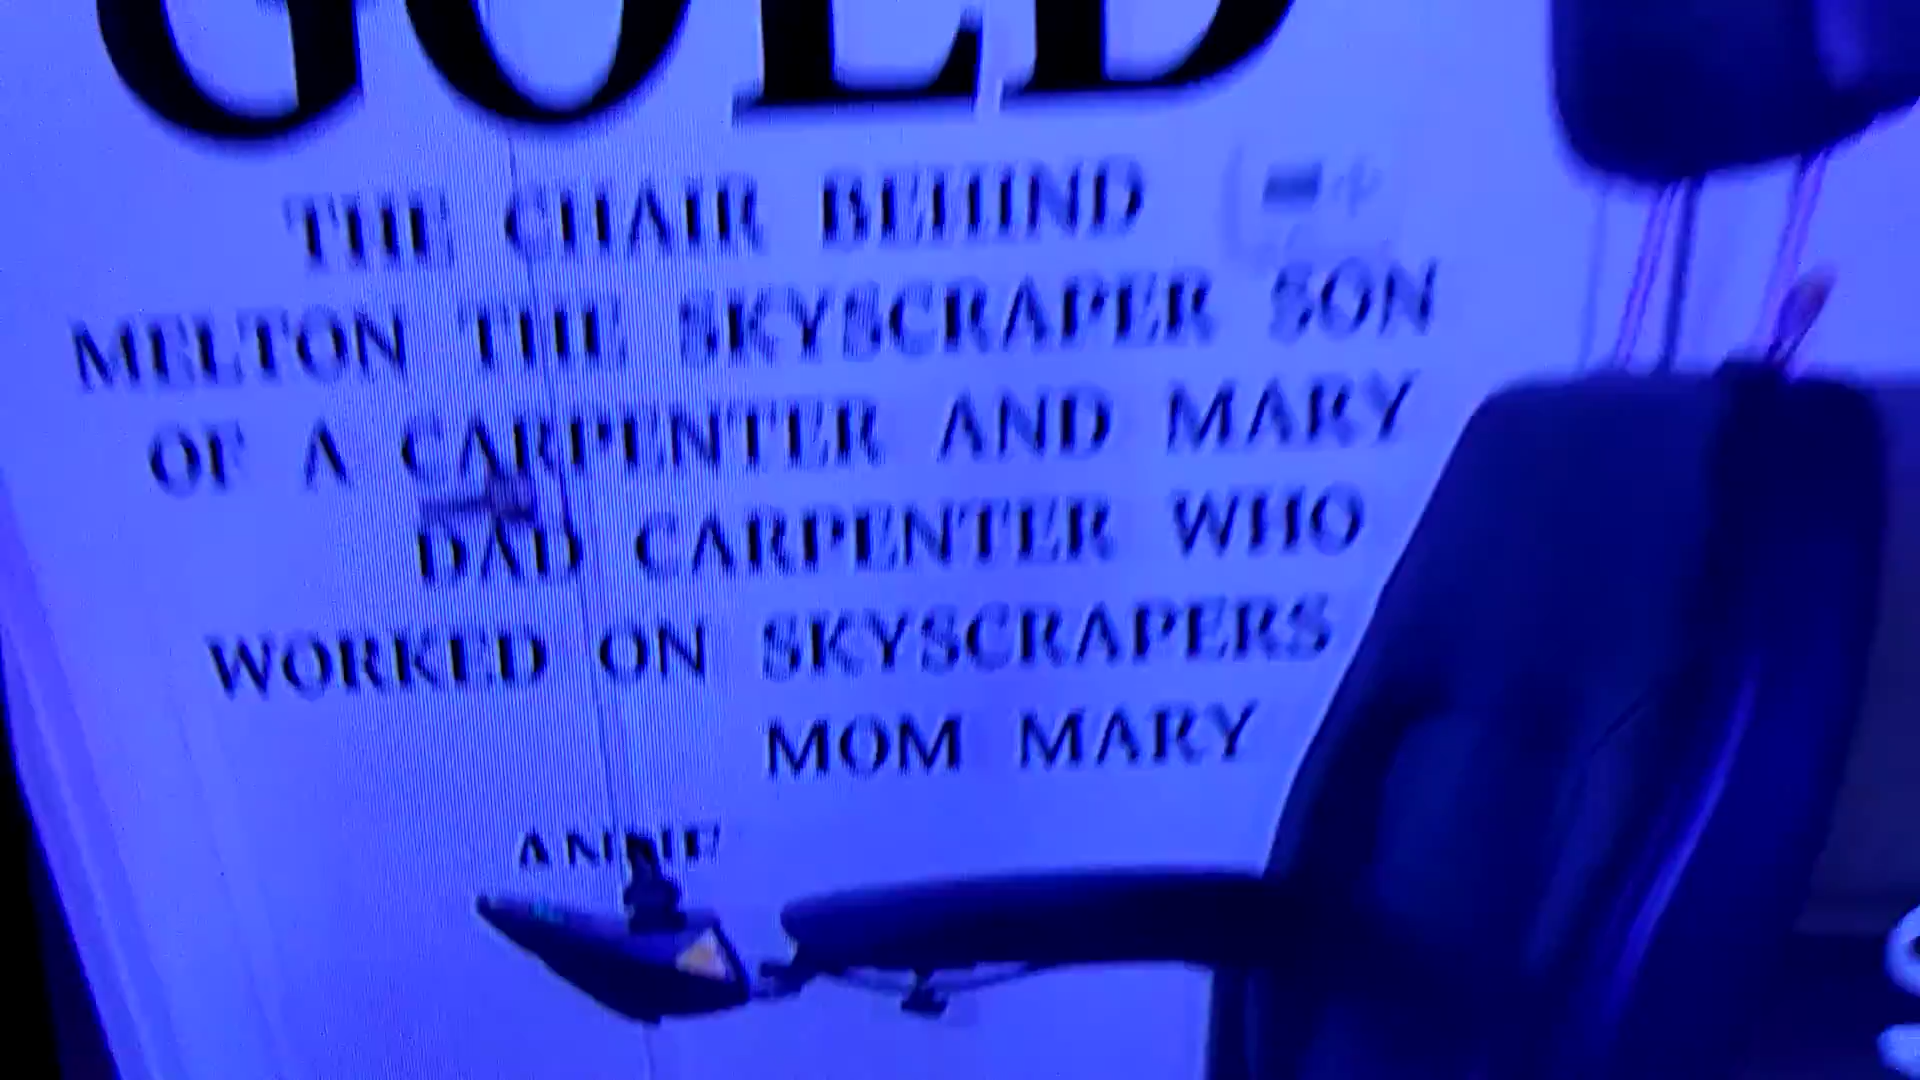 GOLD
THE CHAIR BEHIND
MELTON THE SKYSCRAPER SON
OF A CARPENTER AND MARY
DAD CARPENTER WHO
WORKED ON SKYSCRAPERS
MOM MARY
ANNE